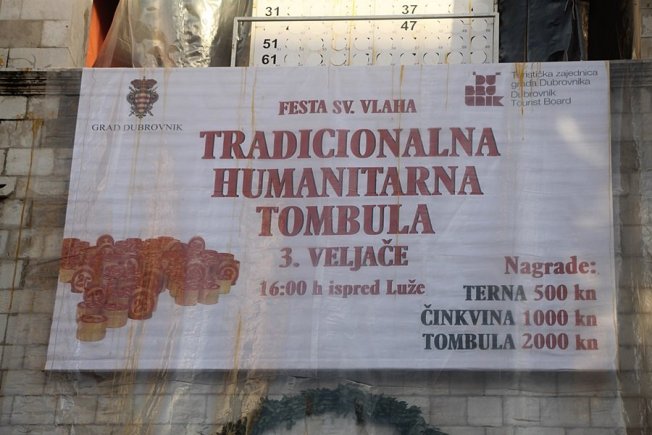 31 37
51
61
GRAD DUBROVNIK
DUBROVNIK
Turistička zajednica
grada Dubrovnika
Dubrovnik
Tourist Board
FESTA SV. VLAHA
TRADICIONALNA
HUMANITARNA
TOMBULA
3. VELJAČE
16:00 h ispred Luže
Nagrade:
TERNA 500 kn
ČINKVINA 1000 kn
TOMBULA 2000 kn